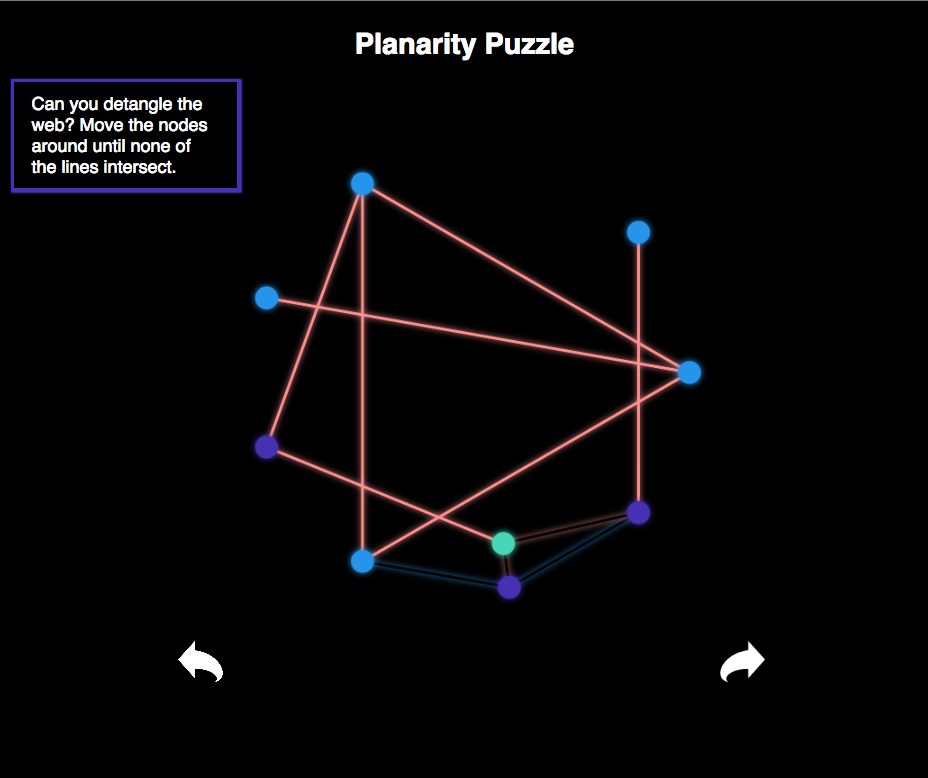 Planarity Puzzle
Can you detangle the
web? Move the nodes
around until none of
the lines intersect.